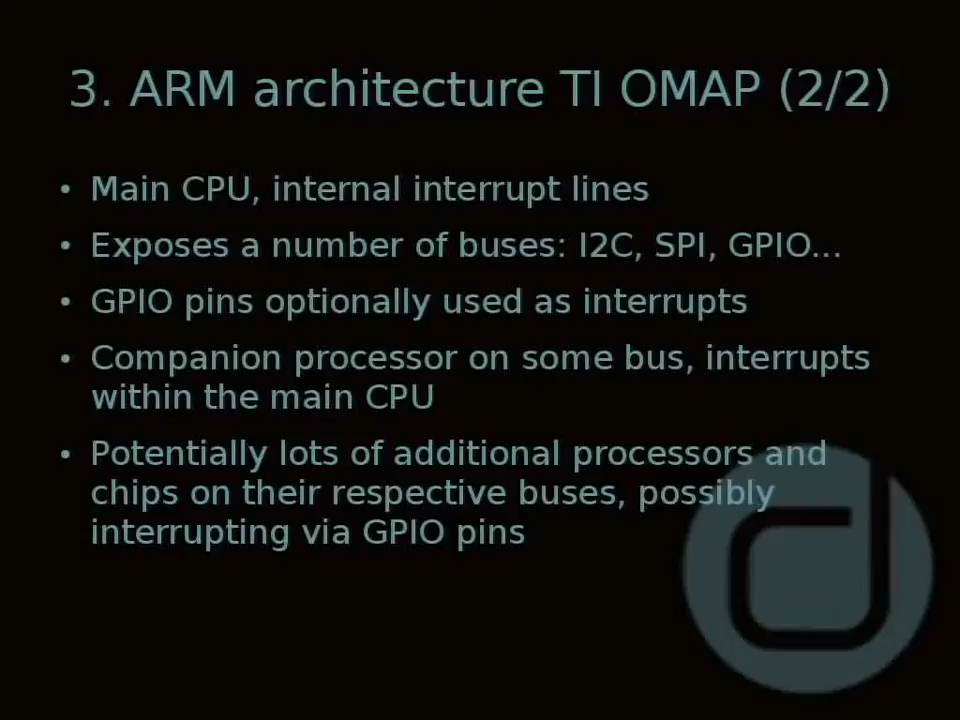 3. ARM architecture TI OMAP (2/2)
• Main CPU, internal interrupt lines
• Exposes a number of buses: I2C, SPI, GPIO...
• GPIO pins optionally used as interrupts
• Companion processor on some bus, interrupts
within the main CPU
• Potentially lots of additional processors and
chips on their respective buses, possibly
interrupting via GPIO pins